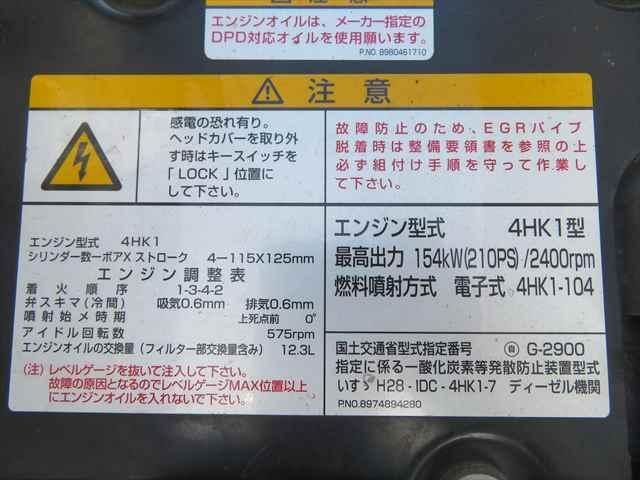 エンジンオイルは、メーカー指定の
DPD対応オイルを使用願います。
P.NO. 8980461710
注意
感電の恐れ有り。
ヘッドカバーを取り外
す時はキースイッチを
「LOCK」位置に
して下さい。
故障防止のため、EGRパイプ
脱着時は整備要領書を参照の上
必ず組付け手順を守って作業し
て下さい。
エンジン型式 4HK1
シリンダー数ーボアXストローク 4-115X125mm
エンジン調整表
着火順序 1-3-4-2
弁スキマ(冷間) 吸気0.6mm 排気0.6mm
噴射始メ時期 上死点前 0°
アイドル回転数 575rpm
エンジンオイルの交換量(フィルター部交換量含み) 12.3L
(注)レベルゲージを抜いて注入して下さい。
故障の原因となるのでレベルゲージMAX位置以上
にエンジンオイルを入れないで下さい。
エンジン型式 4HK1型
最高出力 154kW(210PS)/2400rpm
燃料噴射方式 電子式 4HK1-104
国土交通省型式指定番号 自 G-2900
指定に係る一酸化炭素等発散防止装置型式
いすゞ H28-IDC-4HK1-7 ディーゼル機関
P.NO.8974894280